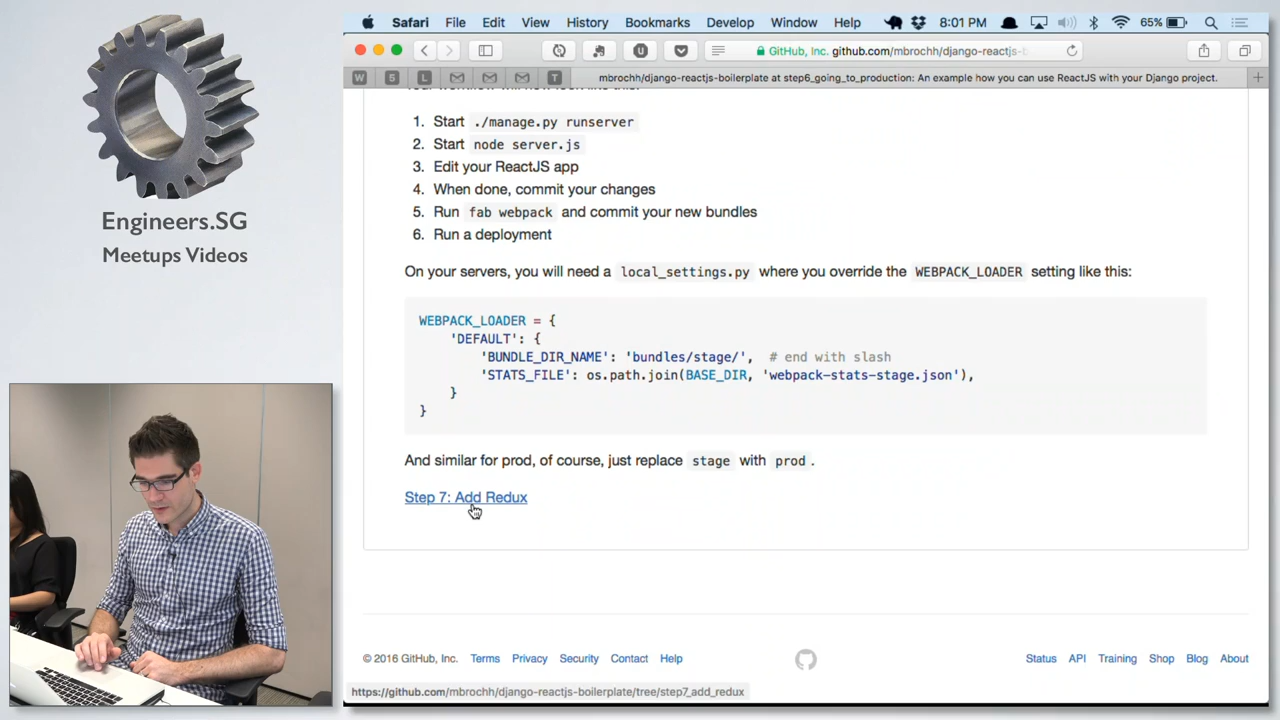 Safari File Edit View History Bookmarks Develop Window Help 8:01 PM 65%
GitHub, Inc. github.com/mbrochh/django-reactjs-b
W 5 L T mbrochh/django-reactjs-boilerplate at step6_going_to_production: An example how you can use ReactJS with your Django project.
1. Start ./manage.py runserver
2. Start node server.js
3. Edit your ReactJS app
4. When done, commit your changes
5. Run fab webpack and commit your new bundles
6. Run a deployment
On your servers, you will need a local_settings.py where you override the WEBPACK_LOADER setting like this:
WEBPACK_LOADER = {
'DEFAULT': {
'BUNDLE_DIR_NAME': 'bundles/stage/', # end with slash
'STATS_FILE': os.path.join(BASE_DIR, 'webpack-stats-stage.json'),
}
}
And similar for prod, of course, just replace stage with prod .
Step 7: Add Redux
© 2016 GitHub, Inc. Terms Privacy Security Contact Help Status API Training Shop Blog About
https://github.com/mbrochh/django-reactjs-boilerplate/tree/step7_add_redux
Engineers.SG
Meetups Videos